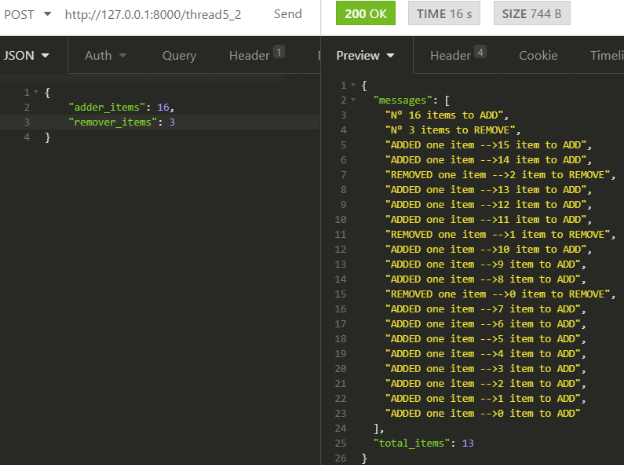 POST http://127.0.0.1:8000/thread5_2 Send 200 OK TIME 16 s SIZE 744 B
JSON Auth Query Header 1 Preview Header 4 Cookie Timeli
1 {
2 "adder_items": 16,
3 "remover_items": 3
4 }
1 {
2 "messages": [
3 "Nº 16 items to ADD",
4 "Nº 3 items to REMOVE",
5 "ADDED one item -->15 item to ADD",
6 "ADDED one item -->14 item to ADD",
7 "REMOVED one item -->2 item to REMOVE",
8 "ADDED one item -->13 item to ADD",
9 "ADDED one item -->12 item to ADD",
10 "ADDED one item -->11 item to ADD",
11 "REMOVED one item -->1 item to REMOVE",
12 "ADDED one item -->10 item to ADD",
13 "ADDED one item -->9 item to ADD",
14 "ADDED one item -->8 item to ADD",
15 "REMOVED one item -->0 item to REMOVE",
16 "ADDED one item -->7 item to ADD",
17 "ADDED one item -->6 item to ADD",
18 "ADDED one item -->5 item to ADD",
19 "ADDED one item -->4 item to ADD",
20 "ADDED one item -->3 item to ADD",
21 "ADDED one item -->2 item to ADD",
22 "ADDED one item -->1 item to ADD",
23 "ADDED one item -->0 item to ADD"
24 ],
25 "total_items": 13
26 }